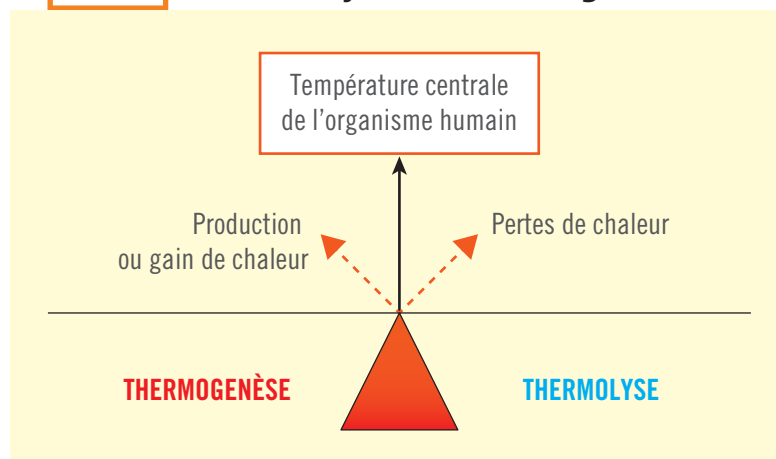 Température centrale
de l'organisme humain
Production
ou gain de chaleur
Pertes de chaleur
THERMOGENÈSE
THERMOLYSE